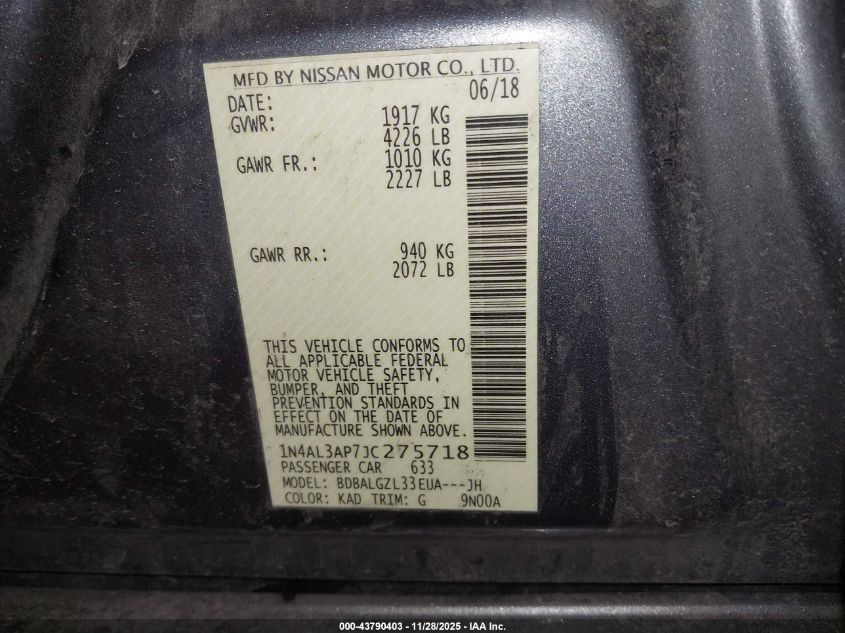 MFD BY NISSAN MOTOR CO., LTD.
DATE: 06/18
GVWR: 1917 KG
4226 LB
GAWR FR.: 1010 KG
2227 LB
GAWR RR.: 940 KG
2072 LB
THIS VEHICLE CONFORMS TO
ALL APPLICABLE FEDERAL
MOTOR VEHICLE SAFETY,
BUMPER, AND THEFT
PREVENTION STANDARDS IN
EFFECT ON THE DATE OF
MANUFACTURE SHOWN ABOVE.
1N4AL3AP7JC275718
PASSENGER CAR 633
MODEL: BDBALGZL33EUA---JH
COLOR: KAD TRIM: G 9N00A
000-43790403 - 11/28/2025 - IAA Inc.